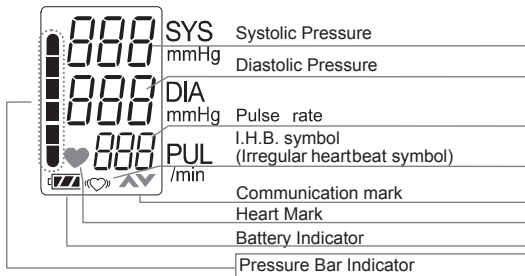 888 SYS Systolic Pressure
mmHg
Diastolic Pressure
888 DIA
mmHg Pulse rate
I.H.B. symbol
888 PUL (Irregular heartbeat symbol)
/min
Communication mark
Heart Mark
Battery Indicator
Pressure Bar Indicator